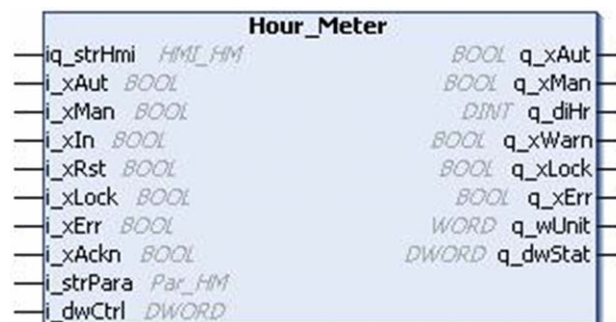 Hour_Meter
iq_strHmi HMI_HM BOOL q_xAut
i_xAut BOOL BOOL q_xMan
i_xMan BOOL DINT q_diHr
i_xIn BOOL BOOL q_xWarn
i_xRst BOOL BOOL q_xLock
i_xLock BOOL BOOL q_xErr
i_xErr BOOL WORD q_wUnit
i_xAckn BOOL DWORD q_dwStat
i_strPara Par_HM
i_dwCtrl DWORD